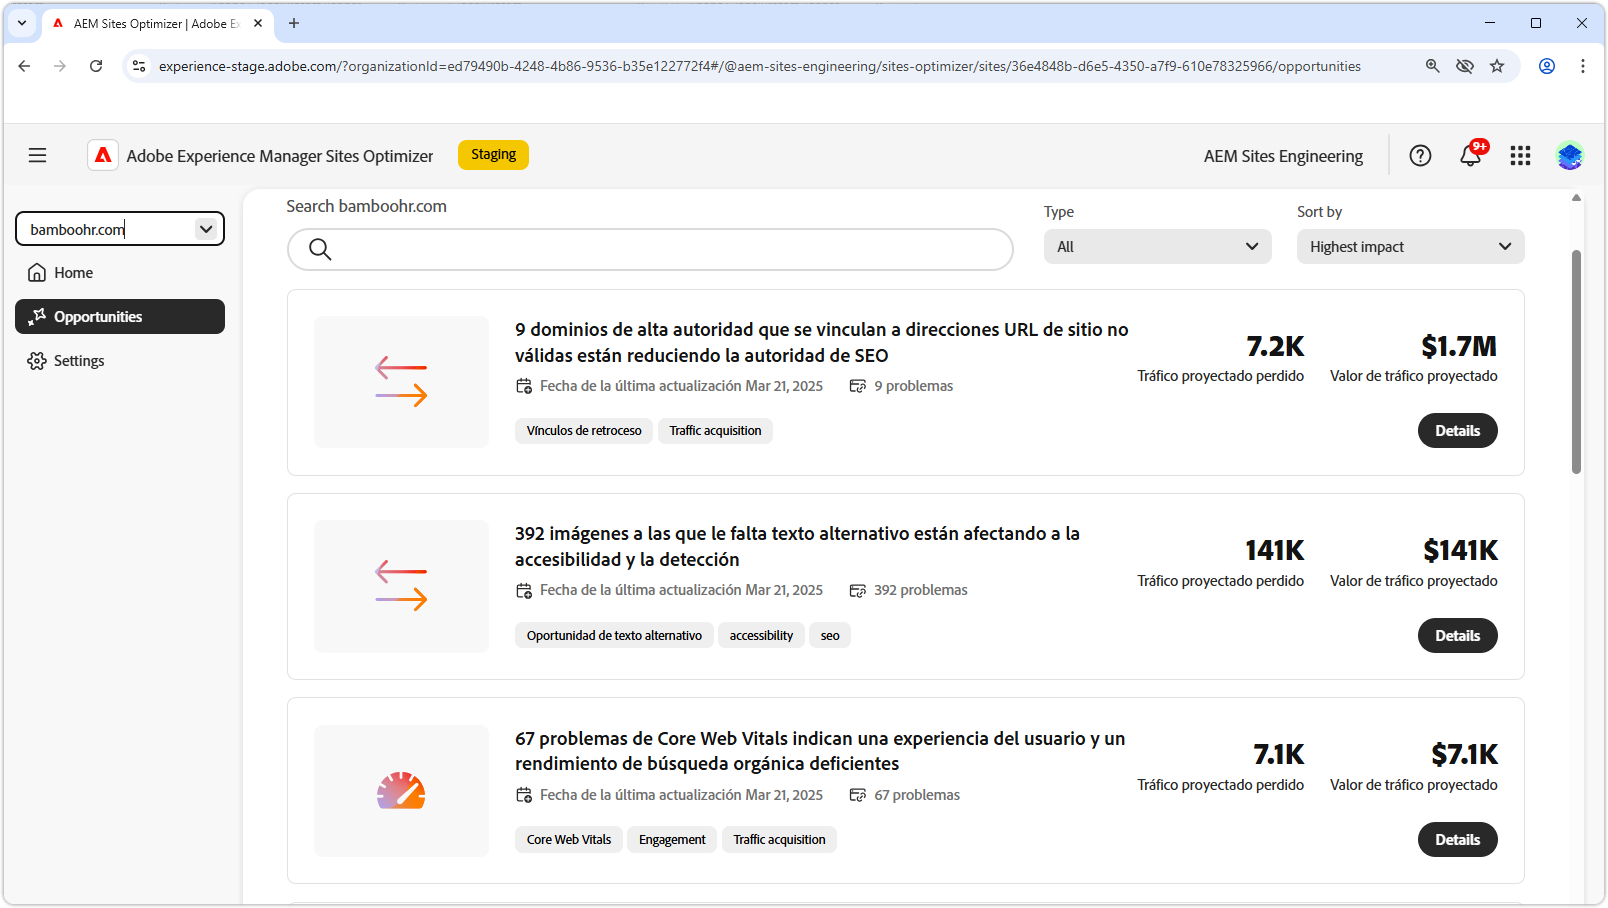 AEM Sites Optimizer | Adobe Ex
experience-stage.adobe.com/?organizationId=ed79490b-4248-4b86-9536-b35e122772f4#/@aem-sites-engineering/sites-optimizer/sites/36e4848b-d6e5-4350-a7f9-610e78325966/opportunities
Adobe Experience Manager Sites Optimizer
Staging
AEM Sites Engineering
9+
bamboohr.com
Home
Opportunities
Settings
Search bamboohr.com
Type
All
Sort by
Highest impact
9 dominios de alta autoridad que se vinculan a direcciones URL de sitio no
válidas están reduciendo la autoridad de SEO
Fecha de la última actualización Mar 21, 2025
9 problemas
Vínculos de retroceso
Traffic acquisition
7.2K
Tráfico proyectado perdido
$1.7M
Valor de tráfico proyectado
Details
392 imágenes a las que le falta texto alternativo están afectando a la
accesibilidad y la detección
Fecha de la última actualización Mar 21, 2025
392 problemas
Oportunidad de texto alternativo
accessibility
seo
141K
Tráfico proyectado perdido
$141K
Valor de tráfico proyectado
Details
67 problemas de Core Web Vitals indican una experiencia del usuario y un
rendimiento de búsqueda orgánica deficientes
Fecha de la última actualización Mar 21, 2025
67 problemas
Core Web Vitals
Engagement
Traffic acquisition
7.1K
Tráfico proyectado perdido
$7.1K
Valor de tráfico proyectado
Details